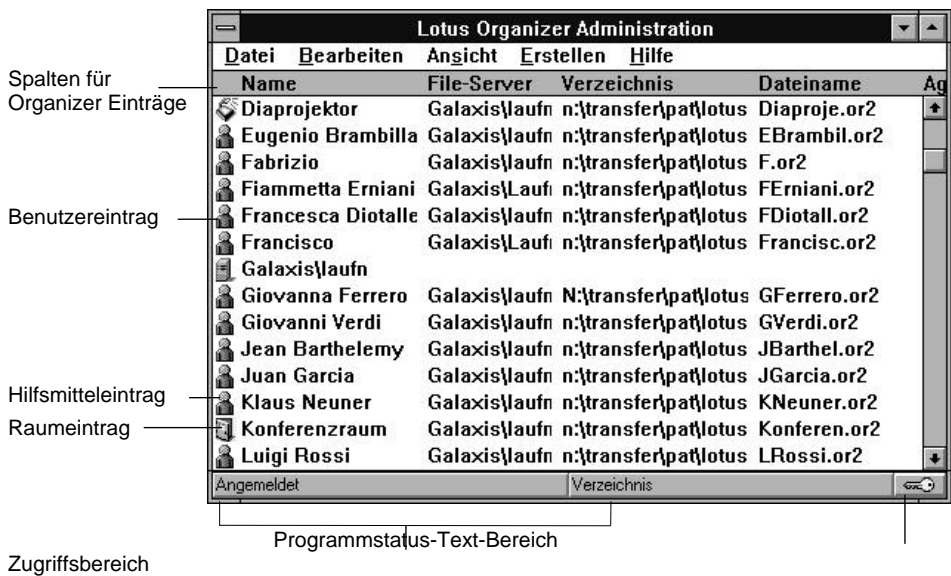 Lotus Organizer Administration
Datei Bearbeiten Ansicht Erstellen Hilfe
Spalten für
Organizer Einträge
Name File-Server Verzeichnis Dateiname Ag
Diaprojektor Galaxis\laufn n:\transfer\pat\lotus Diaproje.or2
Eugenio Brambilla Galaxis\laufn n:\transfer\pat\lotus EBrambil.or2
Fabrizio Galaxis\laufn n:\transfer\pat\lotus F.or2
Fiammetta Erniani Galaxis\Laufn n:\transfer\pat\lotus FErniani.or2
Benutzereintrag
Francesca Diotalle Galaxis\laufn n:\transfer\pat\lotus FDiotall.or2
Francisco Galaxis\Laufn n:\transfer\pat\lotus Francisc.or2
Galaxis\laufn
Giovanna Ferrero Galaxis\laufn N:\transfer\pat\lotus GFerrero.or2
Giovanni Verdi Galaxis\laufn n:\transfer\pat\lotus GVerdi.or2
Jean Barthelemy Galaxis\laufn n:\transfer\pat\lotus JBarthel.or2
Juan Garcia Galaxis\laufn n:\transfer\pat\lotus JGarcia.or2
Hilfsmitteleintrag
Klaus Neuner Galaxis\laufn n:\transfer\pat\lotus KNeuner.or2
Raumeintrag
Konferenzraum Galaxis\laufn n:\transfer\pat\lotus Konferen.or2
Luigi Rossi Galaxis\laufn n:\transfer\pat\lotus LRossi.or2
Angemeldet Verzeichnis
Programmstatus-Text-Bereich
Zugriffsbereich